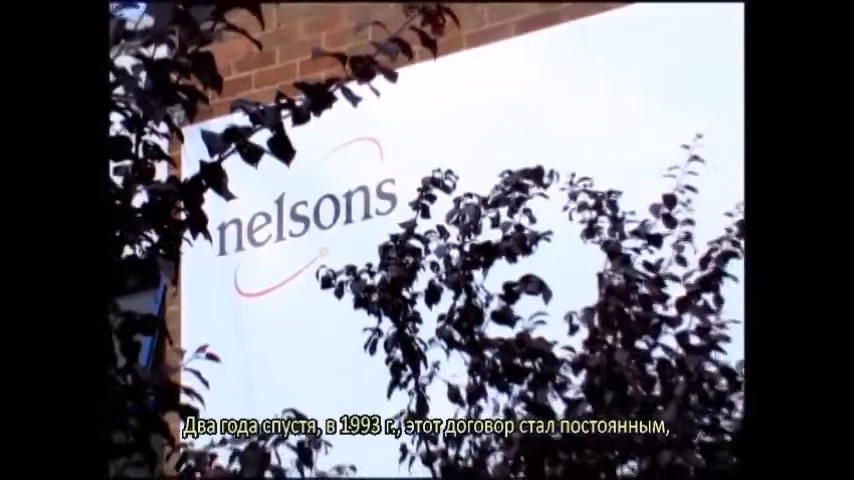 nelsons
Два года спустя, в 1993 г., этот договор стал постоянным,